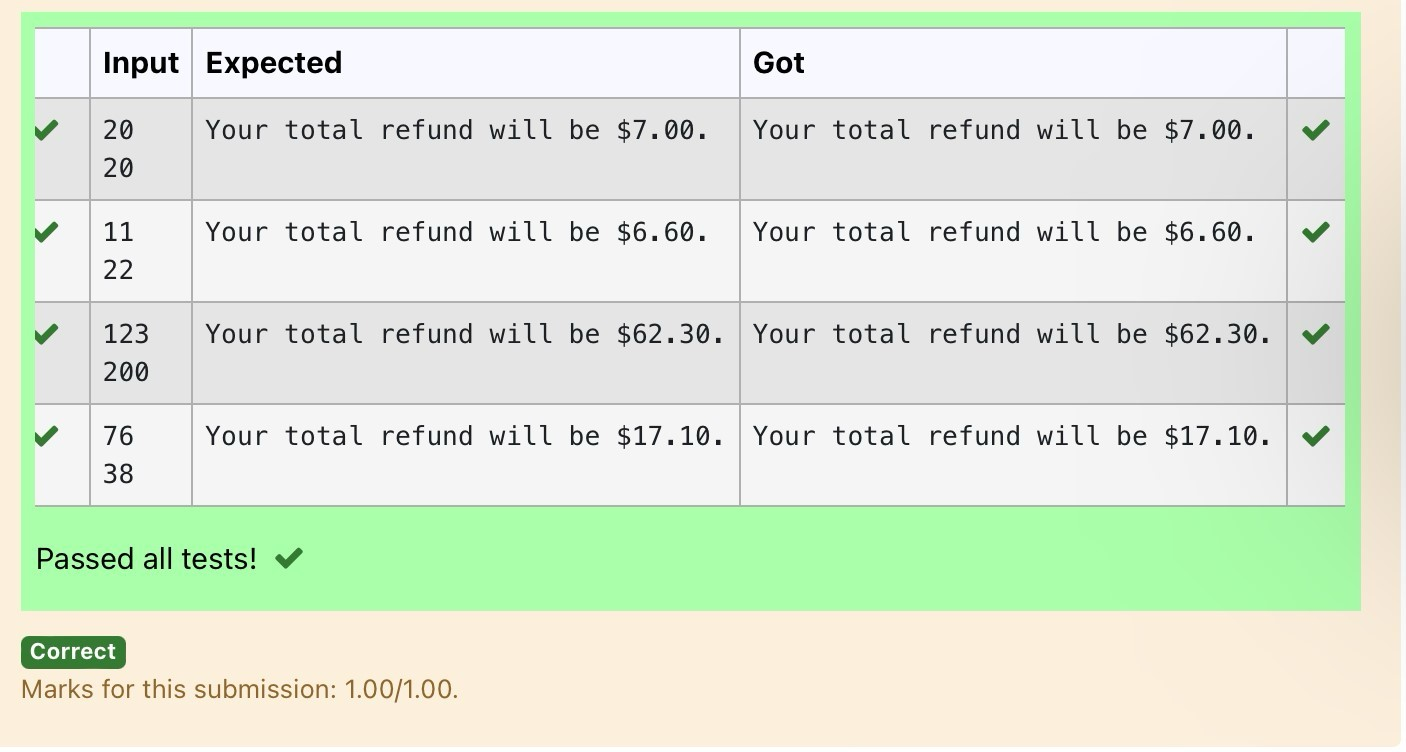 Input Expected Got
20 Your total refund will be $7.00. Your total refund will be $7.00.
20
11 Your total refund will be $6.60. Your total refund will be $6.60.
22
123 Your total refund will be $62.30. Your total refund will be $62.30.
200
76 Your total refund will be $17.10. Your total refund will be $17.10.
38
Passed all tests!
Correct
Marks for this submission: 1.00/1.00.